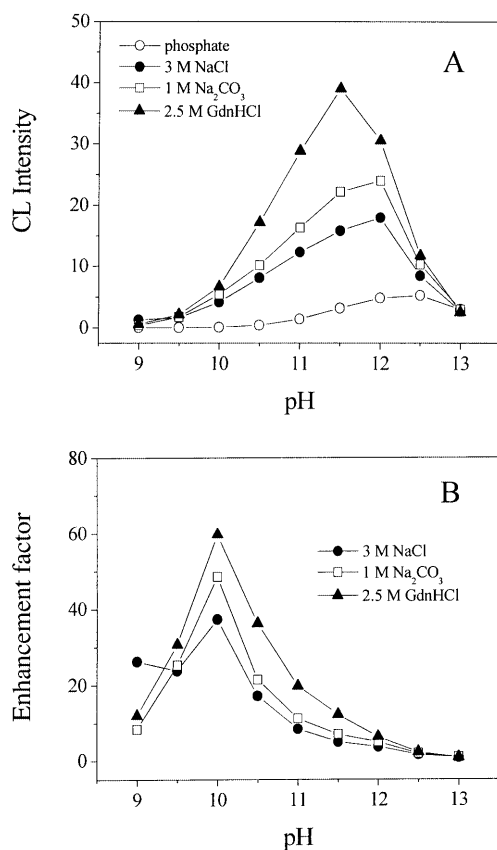 A
phosphate
3 M NaCl
1 M Na₂CO₃
2.5 M GdnHCl
CL Intensity
50
40
30
20
10
0
9 10 11 12 13
pH
B
3 M NaCl
1 M Na₂CO₃
2.5 M GdnHCl
Enhancement factor
80
60
40
20
0
9 10 11 12 13
pH